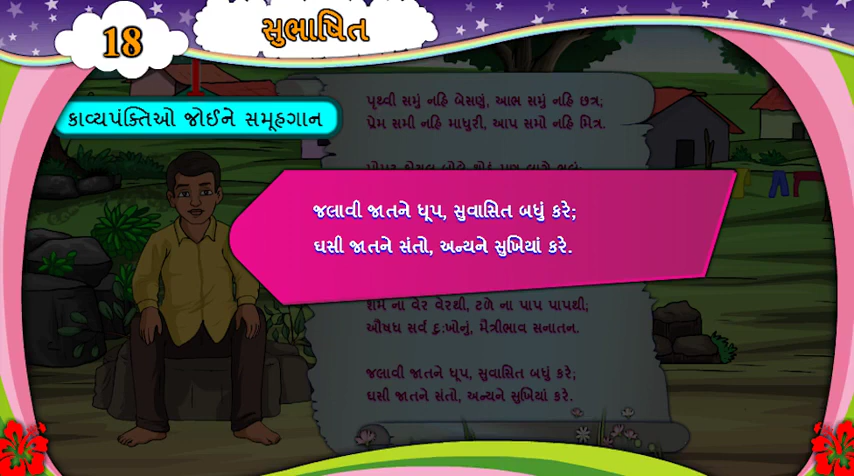 18
સુભાષિત
કાવ્યપંક્તિઓ જોઈને સમૂહગાન
પૃથ્વી સમું નહિ બેસણું, આભ સમું નહિ છત્ર,
પ્રેમ સમી નહિ માધુરી, આપ સમો નહિ મિત્ર.
જલાવી જાતને ધૂપ, સુવાસિત બધું કરે;
ઘસી જાતને સંતો, અન્યને સુખિયાં કરે.
શમે ના વેર વેરથી, ટળે ના પાપ પાપથી;
ઔષધ સર્વ દુઃખોનું, મૈત્રીભાવ સનાતન.
જલાવી જાતને ધૂપ, સુવાસિત બધું કરે;
ઘસી જાતને સંતો, અન્યને સુખિયાં કરે.